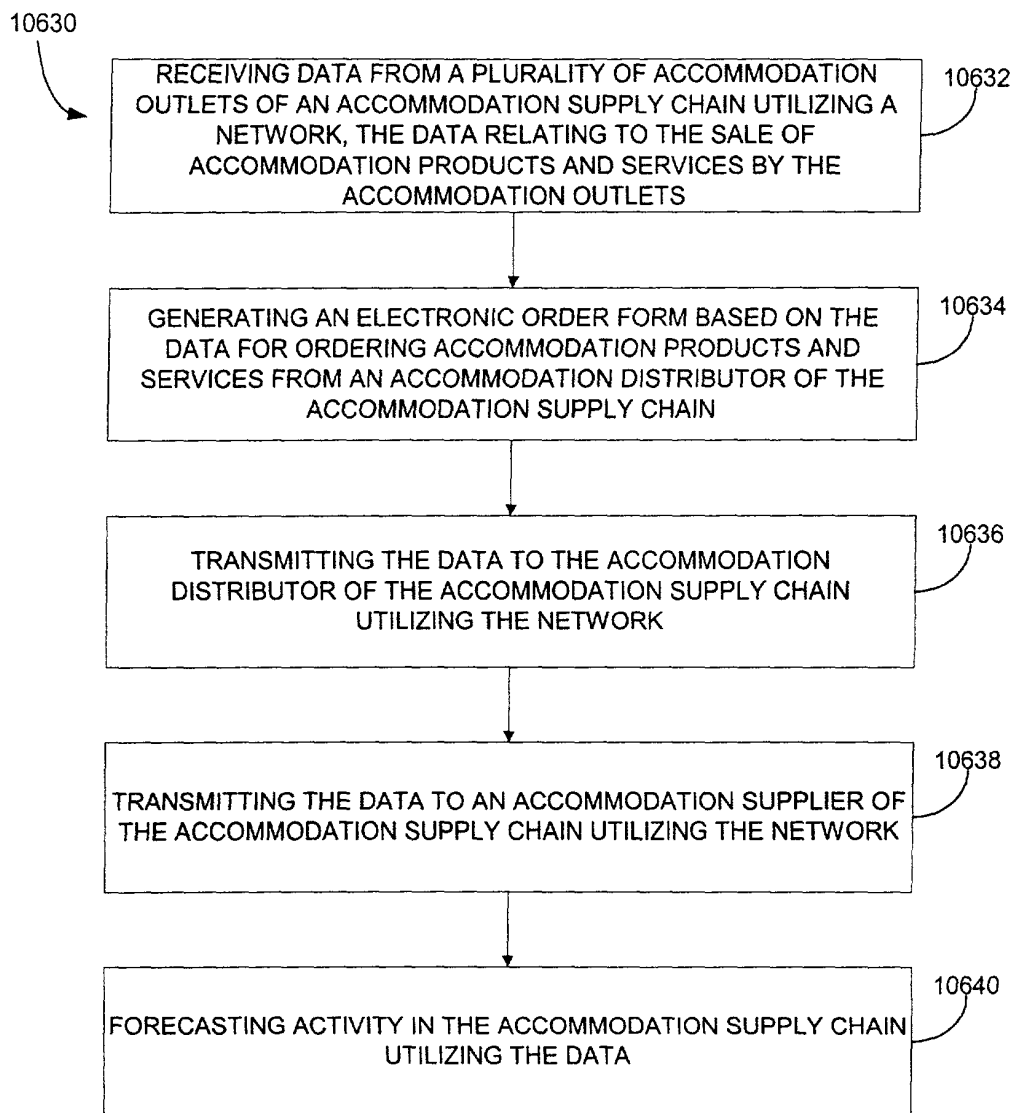 10630
RECEIVING DATA FROM A PLURALITY OF ACCOMMODATION
OUTLETS OF AN ACCOMMODATION SUPPLY CHAIN UTILIZING A
NETWORK, THE DATA RELATING TO THE SALE OF
ACCOMMODATION PRODUCTS AND SERVICES BY THE
ACCOMMODATION OUTLETS
10632
GENERATING AN ELECTRONIC ORDER FORM BASED ON THE
DATA FOR ORDERING ACCOMMODATION PRODUCTS AND
SERVICES FROM AN ACCOMMODATION DISTRIBUTOR OF THE
ACCOMMODATION SUPPLY CHAIN
10634
TRANSMITTING THE DATA TO THE ACCOMMODATION
DISTRIBUTOR OF THE ACCOMMODATION SUPPLY CHAIN
UTILIZING THE NETWORK
10636
TRANSMITTING THE DATA TO AN ACCOMMODATION SUPPLIER OF
THE ACCOMMODATION SUPPLY CHAIN UTILIZING THE NETWORK
10638
FORECASTING ACTIVITY IN THE ACCOMMODATION SUPPLY CHAIN
UTILIZING THE DATA
10640